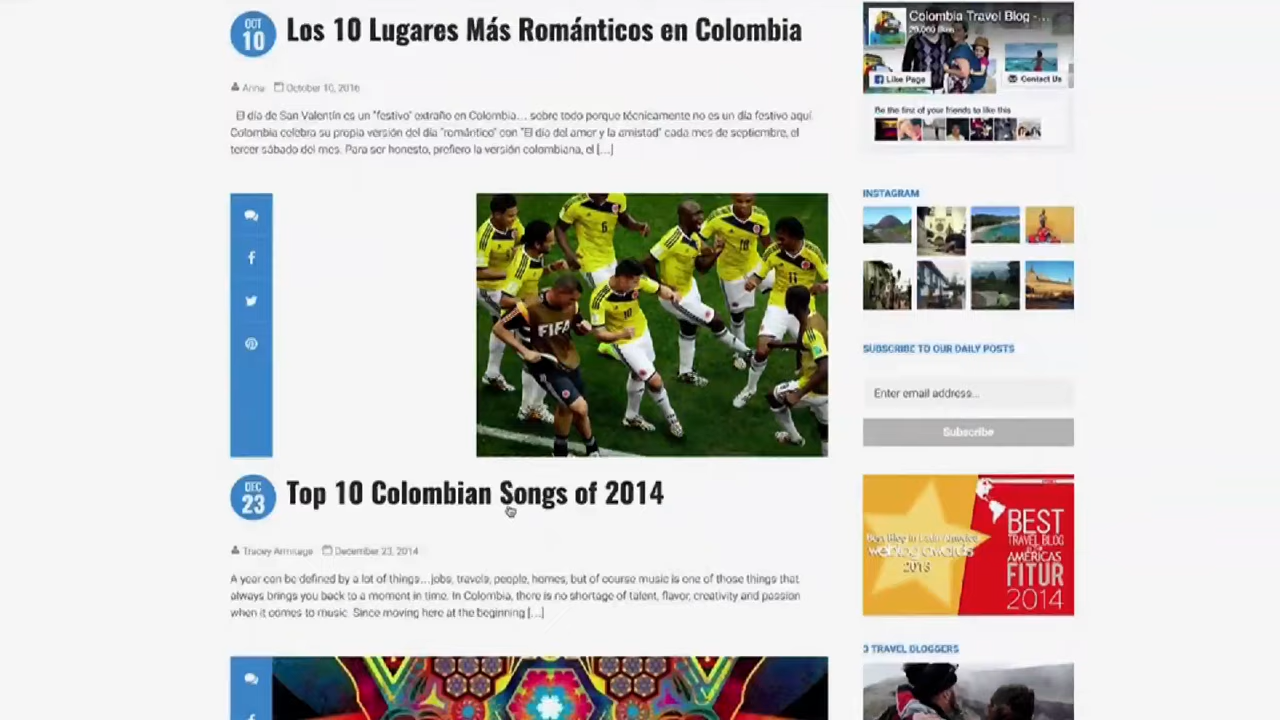 OCT
10
Los 10 Lugares Más Románticos en Colombia
Anna October 10, 2016
El día de San Valentín es un "festivo" extraño en Colombia... sobre todo porque técnicamente no es un día festivo aquí.
Colombia celebra su propia versión del día "romántico" con "El día del amor y la amistad" cada mes de septiembre, el
tercer sábado del mes. Para ser honesto, prefiero la versión colombiana, el [...]
FIFA
DEC
23
Top 10 Colombian Songs of 2014
Tracey Armitage December 23, 2014
A year can be defined by a lot of things...jobs, travels, people, homes, but of course music is one of those things that
always brings you back to a moment in time. In Colombia, there is no shortage of talent, flavor, creativity and passion
when it comes to music. Since moving here at the beginning [...]
Colombia Travel Blog -...
likes
Like Page
Contact Us
Be the first of your friends to like this
INSTAGRAM
SUBSCRIBE TO OUR DAILY POSTS
Enter email address...
Subscribe
Best Blog in Latin America
weblog awards
BEST
TRAVEL BLOG
AMÉRICAS
FITUR
2014
TRAVEL BLOGGERS